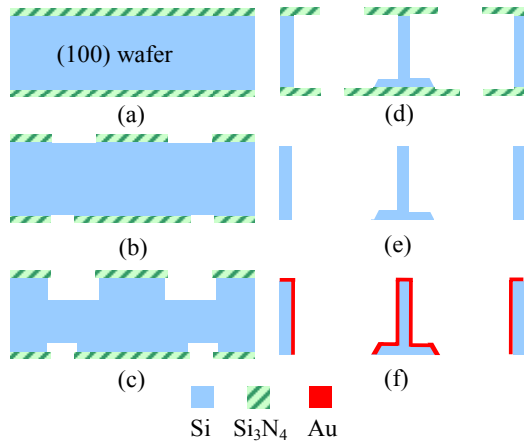 (100) wafer
(a)
(b)
(c)
(d)
(e)
(f)
Si
Si₃N₄
Au